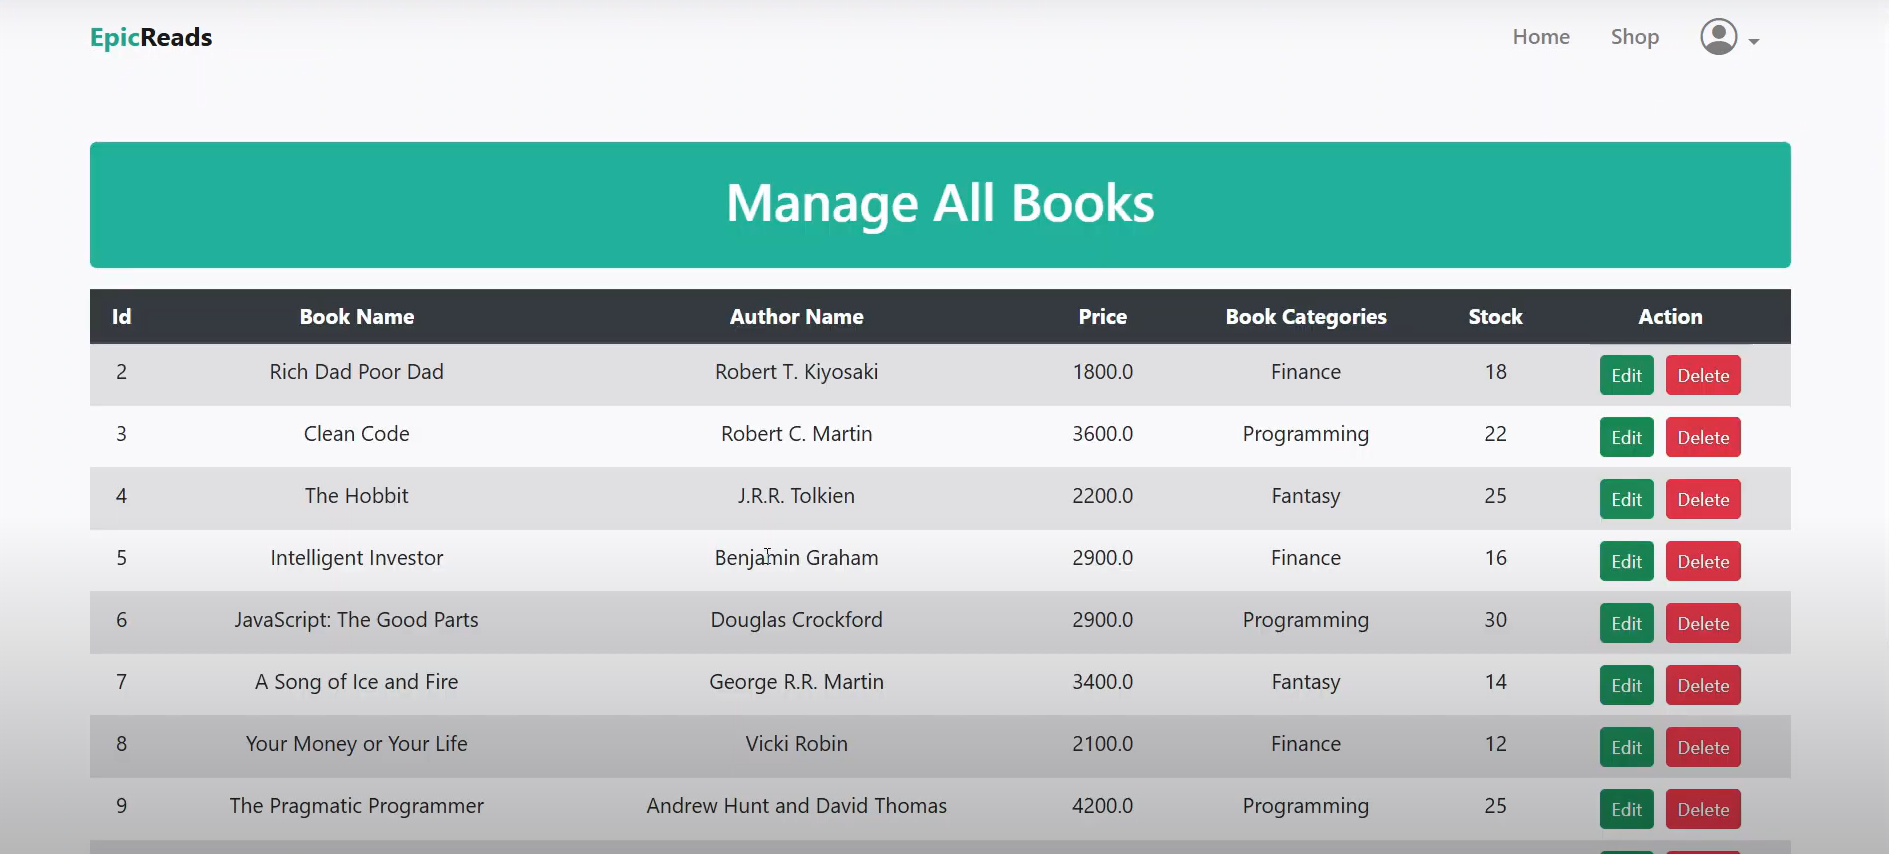 EpicReads Home Shop
Manage All Books
Id Book Name Author Name Price Book Categories Stock Action
2 Rich Dad Poor Dad Robert T. Kiyosaki 1800.0 Finance 18 Edit Delete
3 Clean Code Robert C. Martin 3600.0 Programming 22 Edit Delete
4 The Hobbit J.R.R. Tolkien 2200.0 Fantasy 25 Edit Delete
5 Intelligent Investor Benjamin Graham 2900.0 Finance 16 Edit Delete
6 JavaScript: The Good Parts Douglas Crockford 2900.0 Programming 30 Edit Delete
7 A Song of Ice and Fire George R.R. Martin 3400.0 Fantasy 14 Edit Delete
8 Your Money or Your Life Vicki Robin 2100.0 Finance 12 Edit Delete
9 The Pragmatic Programmer Andrew Hunt and David Thomas 4200.0 Programming 25 Edit Delete